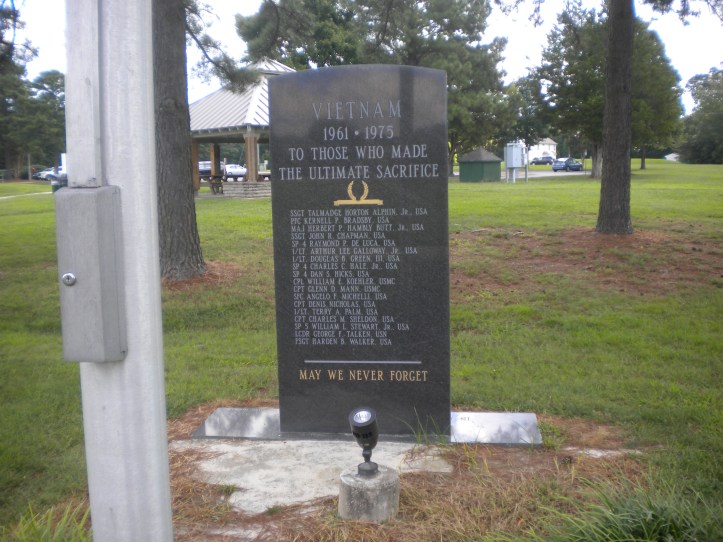 VIETNAM
1961 • 1975
TO THOSE WHO MADE
THE ULTIMATE SACRIFICE
SSGT TALMADGE HORTON ALPHIN, Jr., USA
PFC KERNELL P. BRADSBY, USA
MAJ HERBERT P. HAMBLY BUTT, Jr., USA
SSGT JOHN H. CHAPMAN, USA
SP 4 RAYMOND P. DE LUCA, USA
1/LT. ARTHUR LEE GALLOWAY, Jr., USA
1/LT. DOUGLAS B. GREEN, III, USA
SP 4 CHARLES C. HALE, Jr., USA
SP 4 DAN S. HICKS, USA
CPL WILLIAM E. KOEHLER, USMC
CPT GLENN D. MANN, USMC
SFC ANGELO P. MICHELLI, USA
CPT DENIS NICHOLAS, USA
1/LT. TERRY A. PALM, USA
CPT CHARLES M. SHELDON, USA
SP 5 WILLIAM L. STEWART, Jr., USA
LCDR GEORGE F. TALKEN, USN
PSGT HARDEN B. WALKER, USA
MAY WE NEVER FORGET